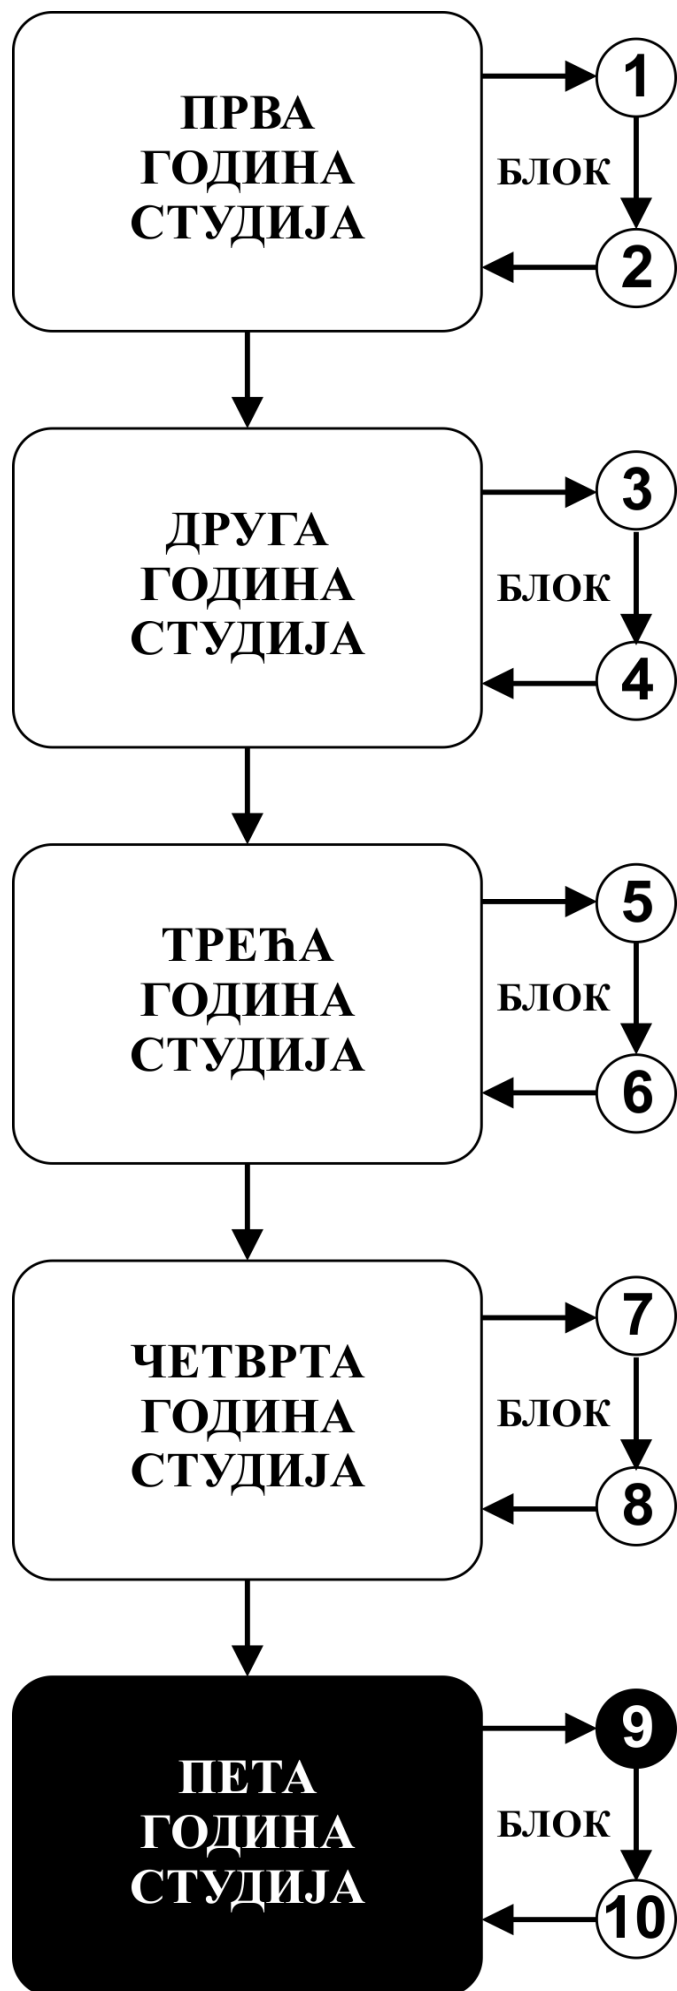 ПРВА
ГОДИНА
СТУДИЈА
1
БЛОК
2
ДРУГА
ГОДИНА
СТУДИЈА
3
БЛОК
4
ТРЕЋА
ГОДИНА
СТУДИЈА
5
БЛОК
6
ЧЕТВРТА
ГОДИНА
СТУДИЈА
7
БЛОК
8
ПЕТА
ГОДИНА
СТУДИЈА
9
БЛОК
10